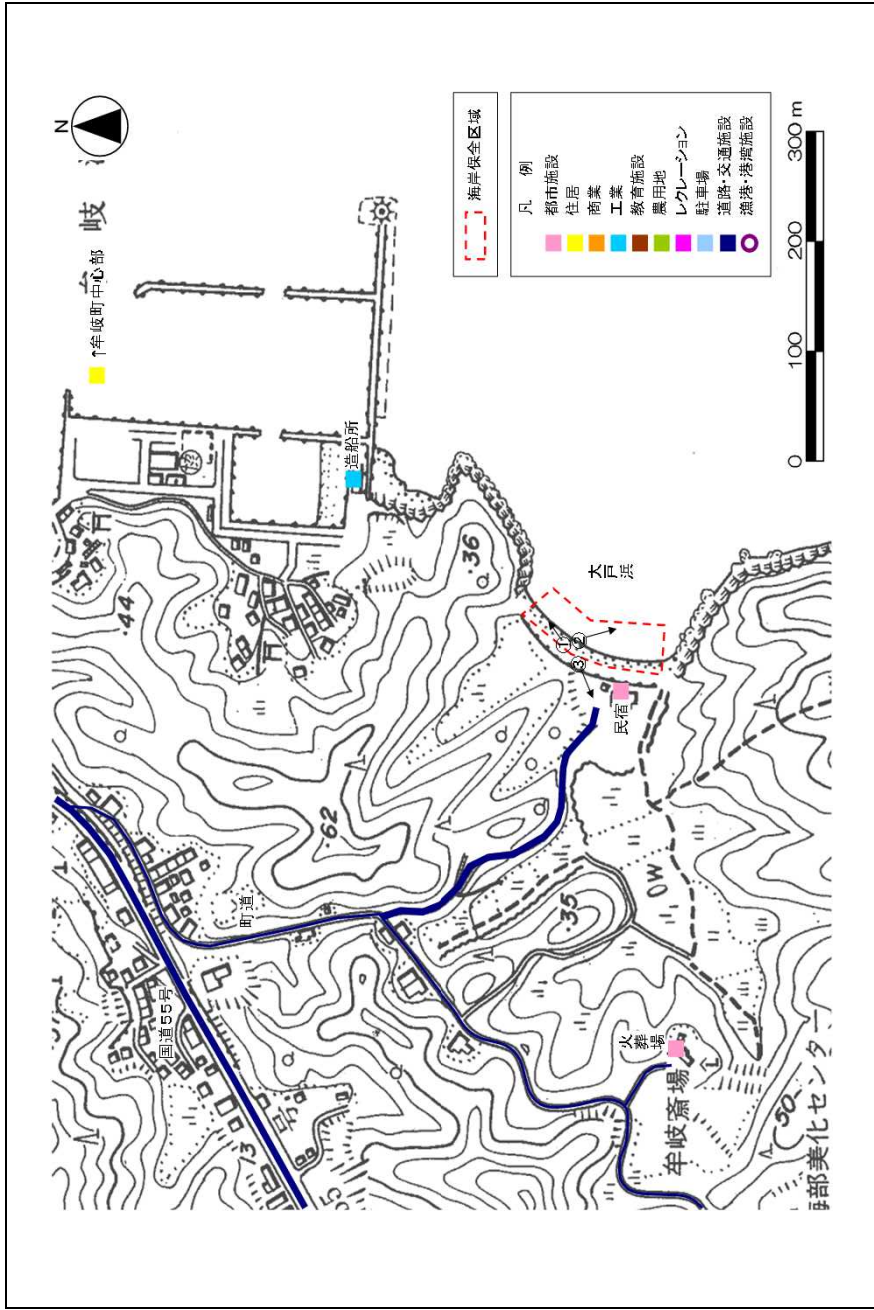 N
岐
↑牟岐町中心部
造船所
.44
.36
.62
.35
50
大戸浜
①
②
③
民宿
町道
国道55号
火葬場
牟岐斎場
部美化センター
海岸保全区域
凡 例
都市施設
住居
商業
工業
教育施設
農用地
レクレーション
駐車場
道路・交通施設
漁港・港湾施設
0 100 200 300 m